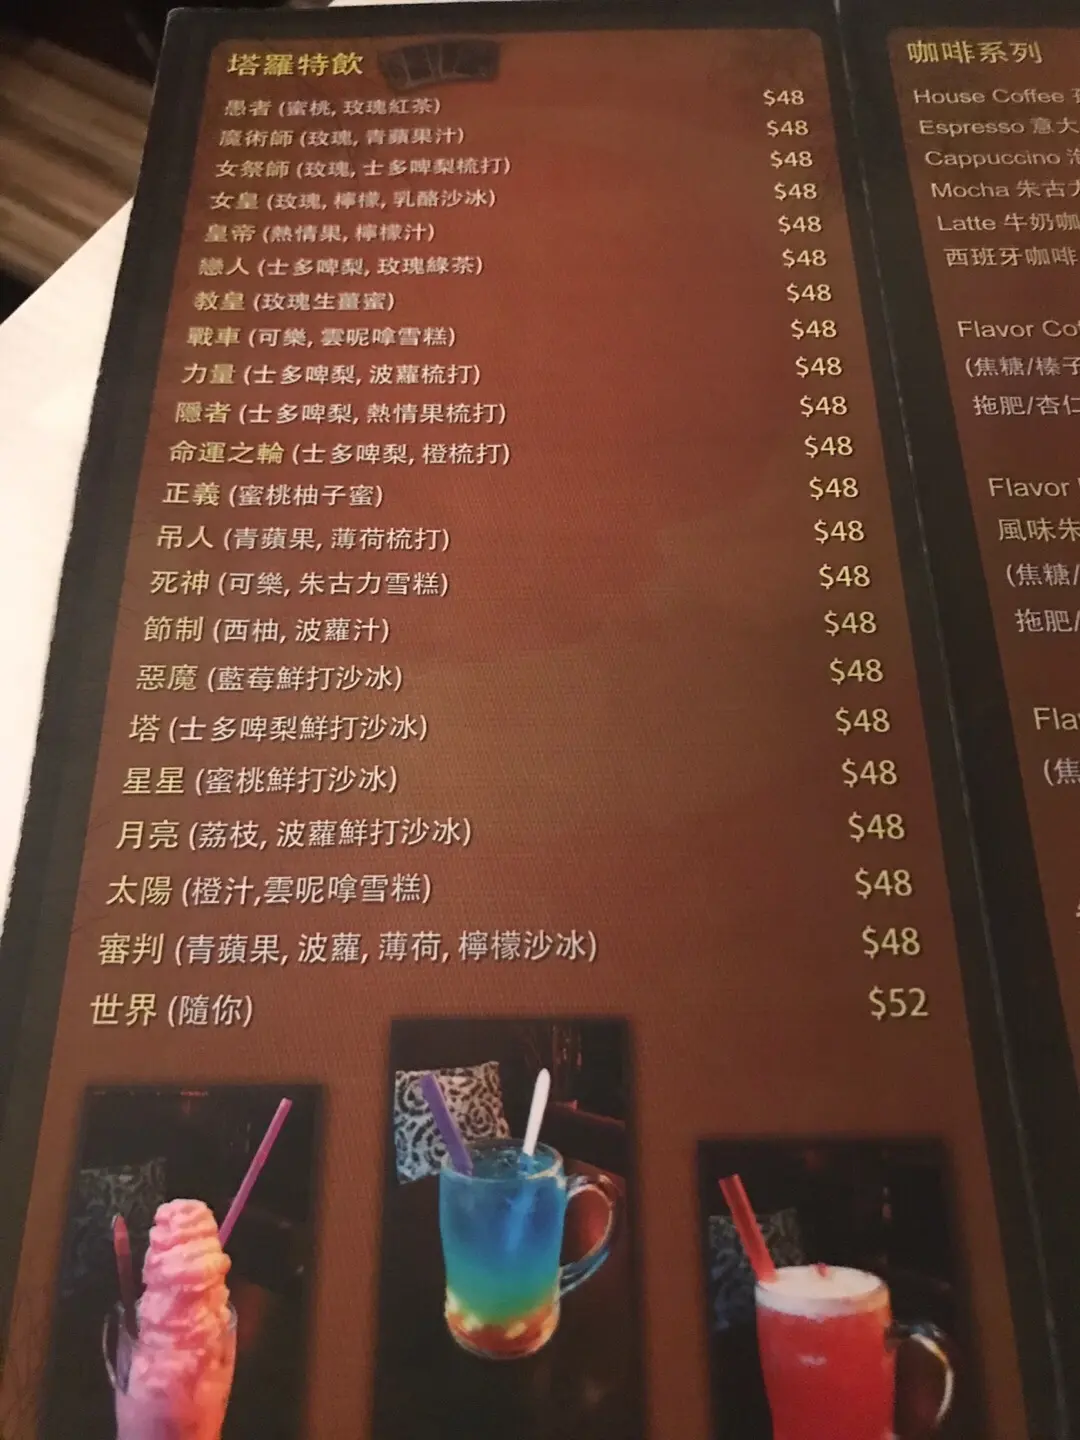 塔羅特飲
愚者 (蜜桃, 玫瑰紅茶) $48
魔術師 (玫瑰, 青蘋果汁) $48
女祭師 (玫瑰, 士多啤梨梳打) $48
女皇 (玫瑰, 檸檬, 乳酪沙冰) $48
皇帝 (熱情果, 檸檬汁) $48
戀人 (士多啤梨, 玫瑰綠茶) $48
教皇 (玫瑰生薑蜜) $48
戰車 (可樂, 雲呢嗱雪糕) $48
力量 (士多啤梨, 波蘿梳打) $48
隱者 (士多啤梨, 熱情果梳打) $48
命運之輪 (士多啤梨, 橙梳打) $48
正義 (蜜桃柚子蜜) $48
吊人 (青蘋果, 薄荷梳打) $48
死神 (可樂, 朱古力雪糕) $48
節制 (西柚, 波蘿汁) $48
惡魔 (藍莓鮮打沙冰) $48
塔 (士多啤梨鮮打沙冰) $48
星星 (蜜桃鮮打沙冰) $48
月亮 (荔枝, 波蘿鮮打沙冰) $48
太陽 (橙汁,雲呢嗱雪糕) $48
審判 (青蘋果, 波蘿, 薄荷, 檸檬沙冰) $48
世界 (隨你) $52
咖啡系列
House Coffee
Espresso 意大
Cappuccino
Mocha 朱古力
Latte 牛奶咖
西班牙咖啡
Flavor Co
(焦糖/榛子
拖肥/杏仁
Flavor
風味朱
(焦糖/
拖肥/
Fla
(焦